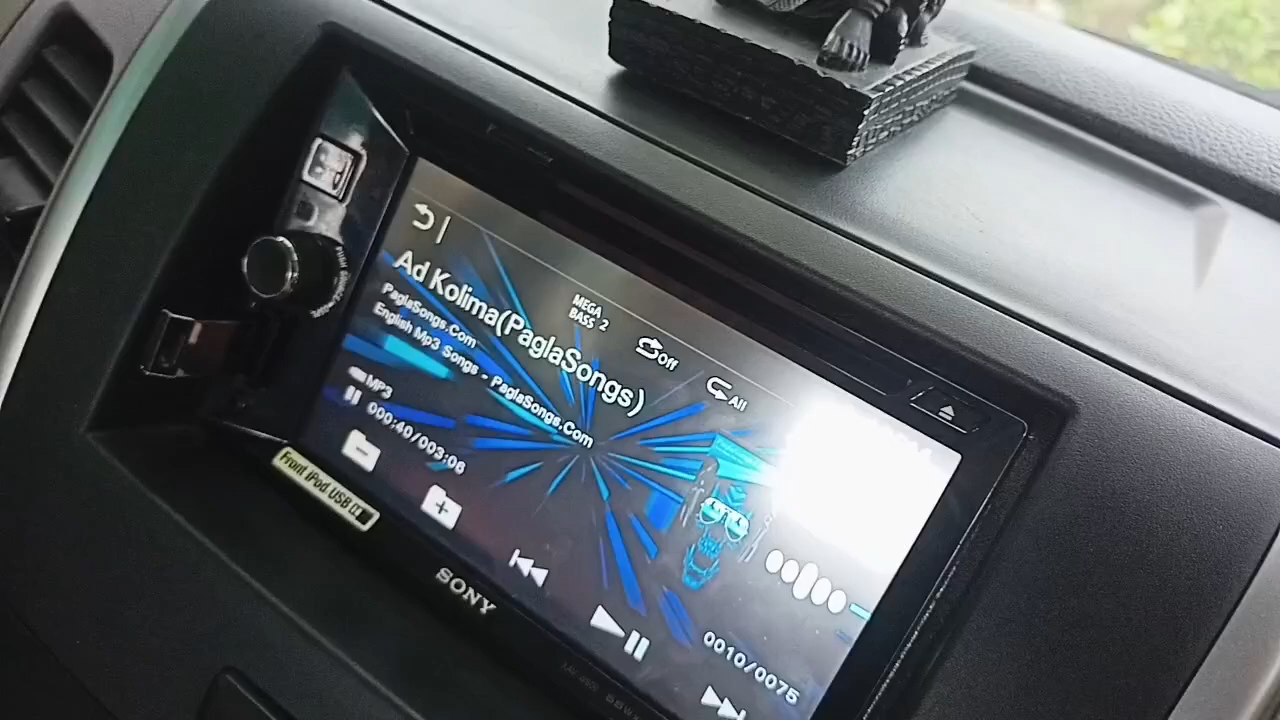 MEGA
BASS 2
Off
All
Ad Kolima(PaglaSongs)
PaglaSongs.Com
English Mp3 Songs - PaglaSongs.Com
MP3
000:40/003:06
0010/0075
Front iPod USB
SONY